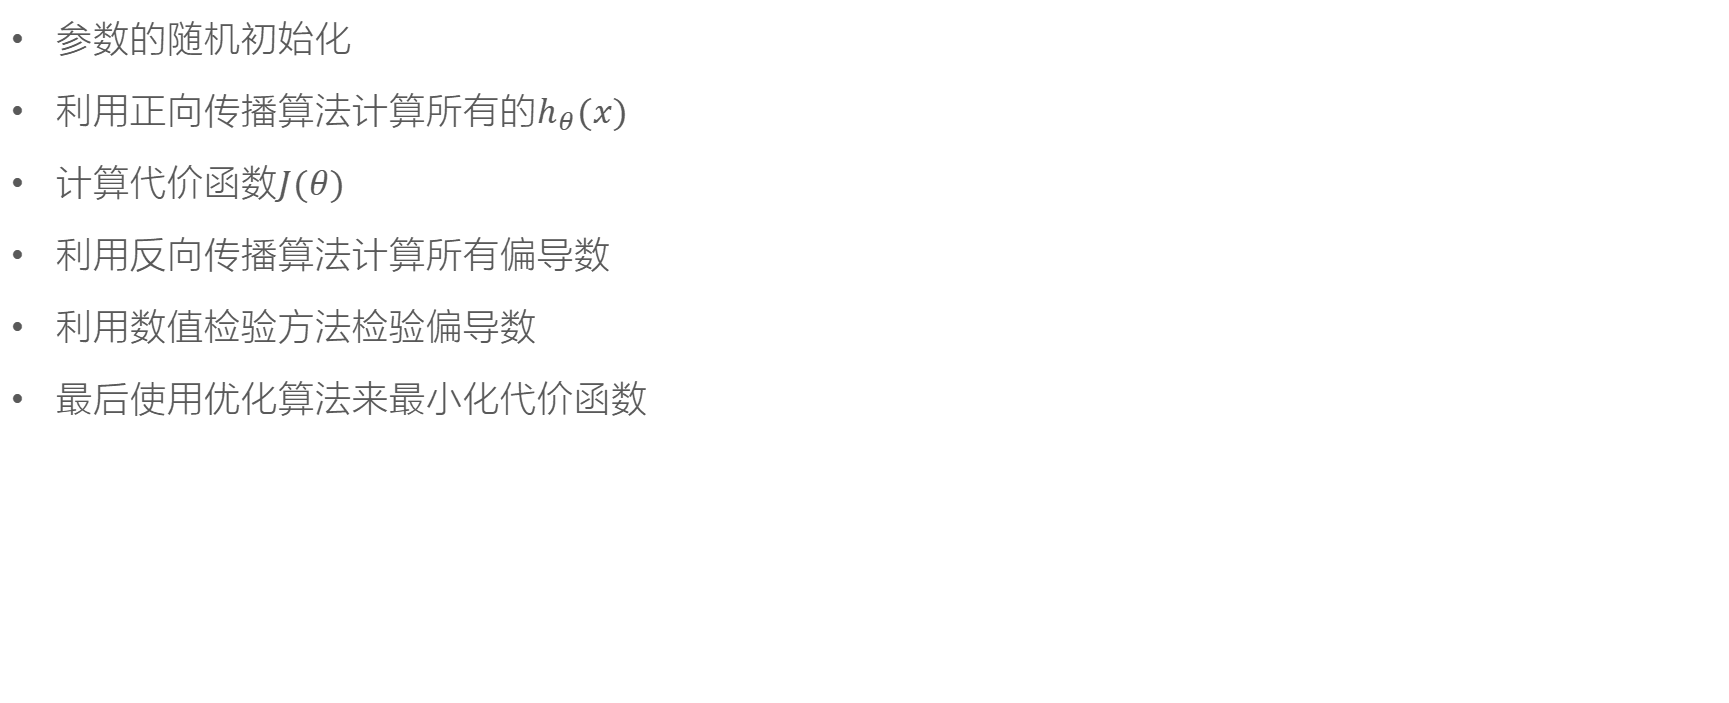 • 参数的随机初始化
• 利用正向传播算法计算所有的$h_\theta(x)$
• 计算代价函数$J(\theta)$
• 利用反向传播算法计算所有偏导数
• 利用数值检验方法检验偏导数
• 最后使用优化算法来最小化代价函数